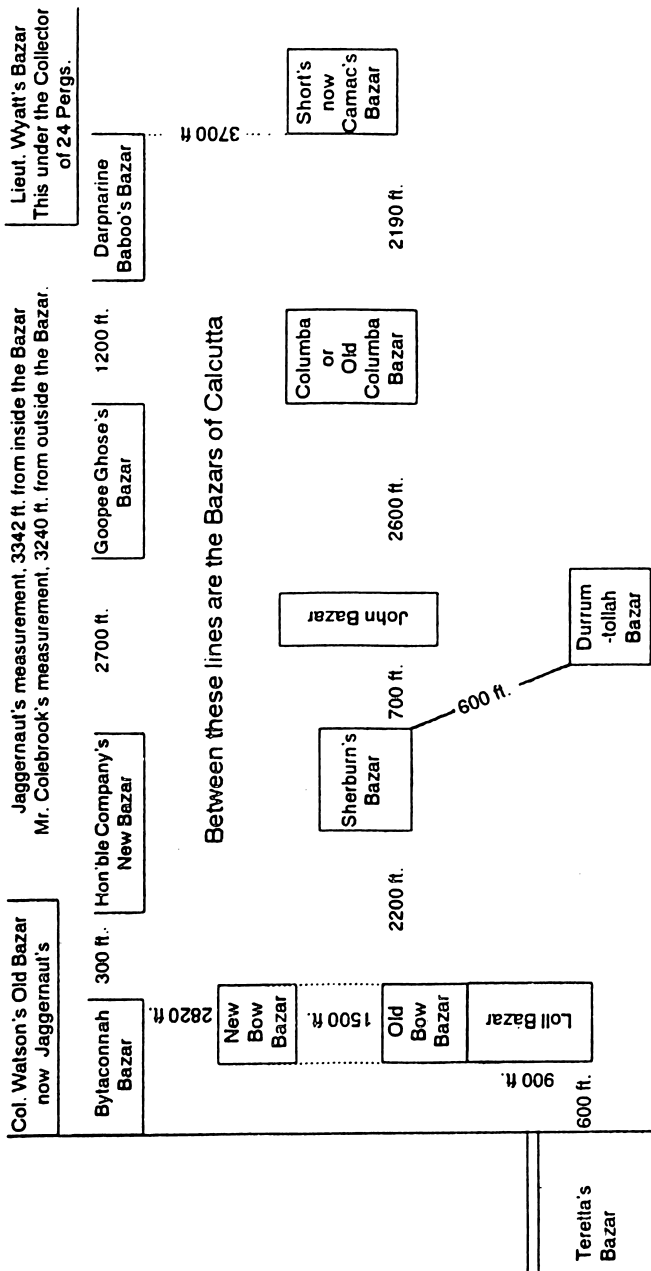 Col. Watson's Old Bazar
now Jaggernaut's
Jaggernaut's measurement, 3342 ft. from inside the Bazar
Mr. Colebrook's measurement, 3240 ft. from outside the Bazar.
Lieut. Wyatt's Bazar
This under the Collector
of 24 Pergs.
Bytaconnah
Bazar
300 ft.
Hon'ble Company's
New Bazar
2700 ft.
Goopee Ghose's
Bazar
1200 ft.
Darpnarine
Baboo's Bazar
2820 ft.
3700 ft.
Between these lines are the Bazars of Calcutta
New
Bow
Bazar
1500 ft.
Old
Bow
Bazar
Loll Bazar
900 ft.
600 ft.
2200 ft.
Sherburn's
Bazar
700 ft.
John Bazar
2600 ft.
Columba
or
Old
Columba
Bazar
2190 ft.
Short's
now
Camac's
Bazar
600 ft.
Durrum
-tollah
Bazar
Teretta's
Bazar